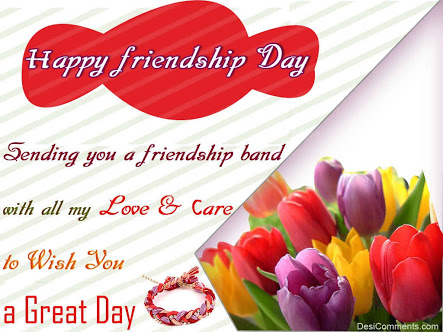 Happy friendship Day
Sending you a friendship band
with all my Love & Care
to Wish You
a Great Day
DesiComments.com